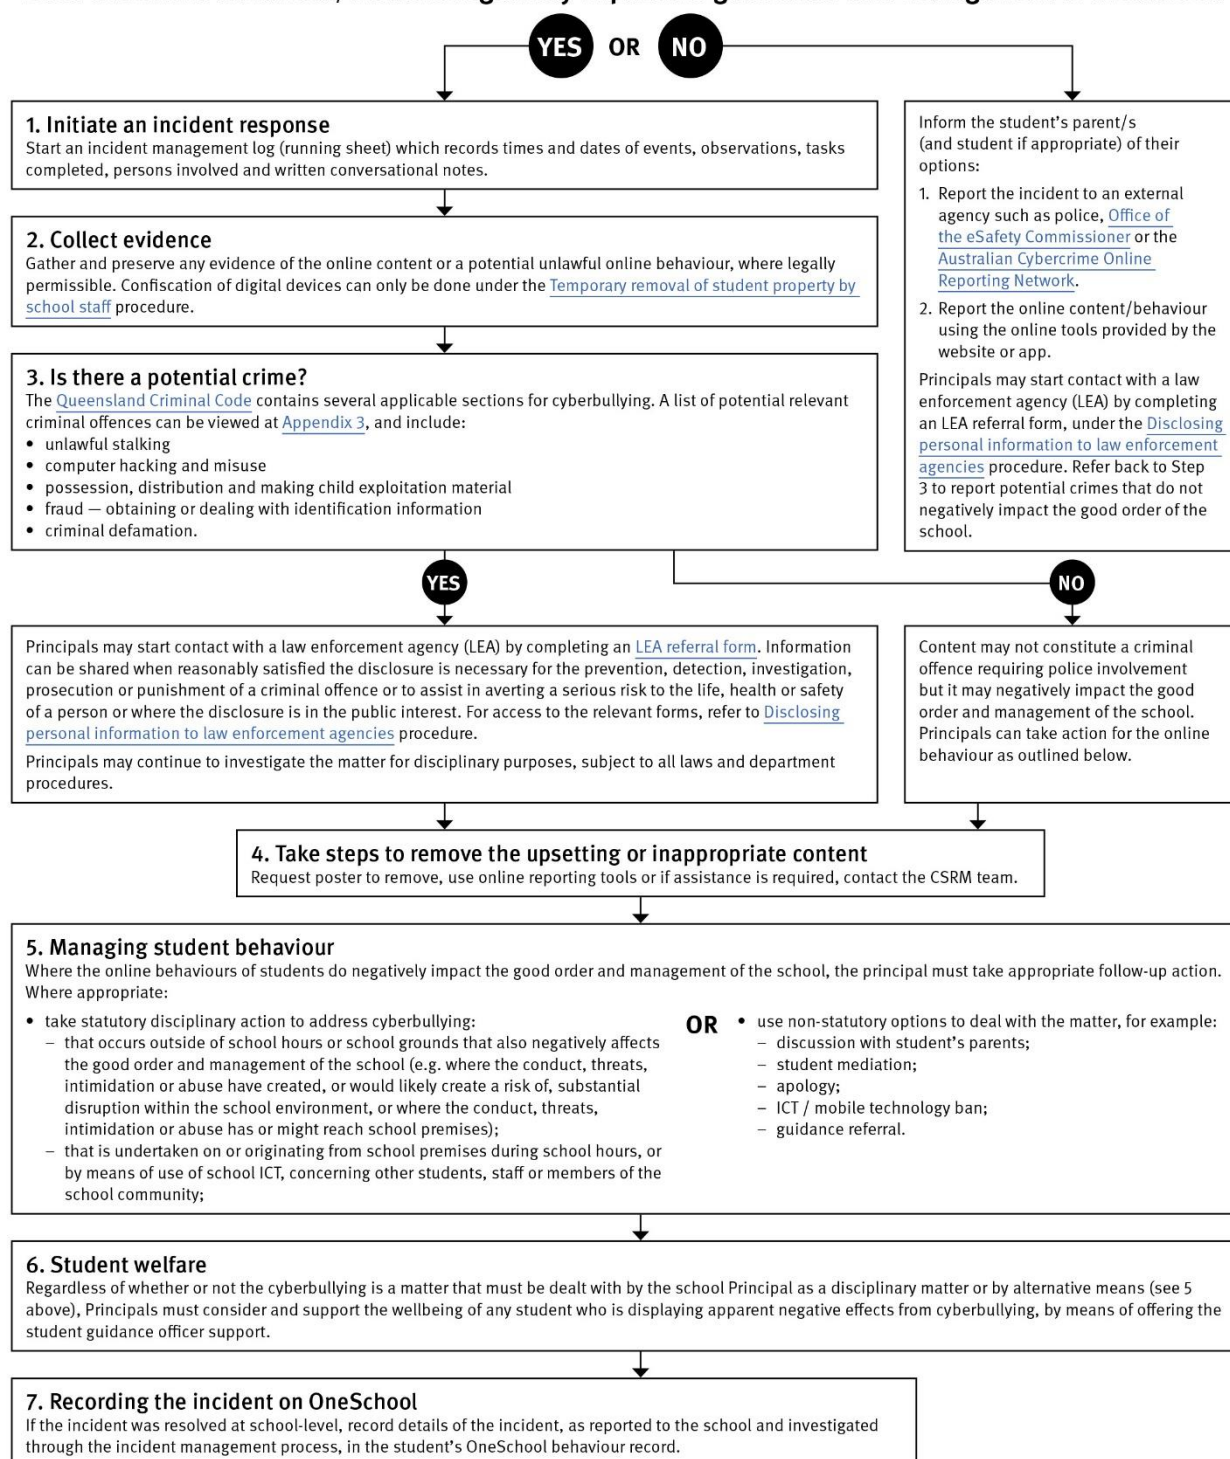 YES OR NO
1. Initiate an incident response
Start an incident management log (running sheet) which records times and dates of events, observations, tasks
completed, persons involved and written conversational notes.
2. Collect evidence
Gather and preserve any evidence of the online content or a potential unlawful online behaviour, where legally
permissible. Confiscation of digital devices can only be done under the Temporary removal of student property by
school staff procedure.
3. Is there a potential crime?
The Queensland Criminal Code contains several applicable sections for cyberbullying. A list of potential relevant
criminal offences can be viewed at Appendix 3, and include:
• unlawful stalking
• computer hacking and misuse
• possession, distribution and making child exploitation material
• fraud — obtaining or dealing with identification information
• criminal defamation.
Inform the student's parent/s
(and student if appropriate) of their
options:
1. Report the incident to an external
agency such as police, Office of
the eSafety Commissioner or the
Australian Cybercrime Online
Reporting Network.
2. Report the online content/behaviour
using the online tools provided by the
website or app.
Principals may start contact with a law
enforcement agency (LEA) by completing
an LEA referral form, under the Disclosing
personal information to law enforcement
agencies procedure. Refer back to Step
3 to report potential crimes that do not
negatively impact the good order of the
school.
YES
NO
Principals may start contact with a law enforcement agency (LEA) by completing an LEA referral form. Information
can be shared when reasonably satisfied the disclosure is necessary for the prevention, detection, investigation,
prosecution or punishment of a criminal offence or to assist in averting a serious risk to the life, health or safety
of a person or where the disclosure is in the public interest. For access to the relevant forms, refer to Disclosing
personal information to law enforcement agencies procedure.
Principals may continue to investigate the matter for disciplinary purposes, subject to all laws and department
procedures.
Content may not constitute a criminal
offence requiring police involvement
but it may negatively impact the good
order and management of the school.
Principals can take action for the online
behaviour as outlined below.
4. Take steps to remove the upsetting or inappropriate content
Request poster to remove, use online reporting tools or if assistance is required, contact the CSRM team.
5. Managing student behaviour
Where the online behaviours of students do negatively impact the good order and management of the school, the principal must take appropriate follow-up action.
Where appropriate:
• take statutory disciplinary action to address cyberbullying:
– that occurs outside of school hours or school grounds that also negatively affects
the good order and management of the school (e.g. where the conduct, threats,
intimidation or abuse have created, or would likely create a risk of, substantial
disruption within the school environment, or where the conduct, threats,
intimidation or abuse has or might reach school premises);
– that is undertaken on or originating from school premises during school hours, or
by means of use of school ICT, concerning other students, staff or members of the
school community;
OR
• use non-statutory options to deal with the matter, for example:
– discussion with student's parents;
– student mediation;
– apology;
– ICT / mobile technology ban;
– guidance referral.
6. Student welfare
Regardless of whether or not the cyberbullying is a matter that must be dealt with by the school Principal as a disciplinary matter or by alternative means (see 5
above), Principals must consider and support the wellbeing of any student who is displaying apparent negative effects from cyberbullying, by means of offering the
student guidance officer support.
7. Recording the incident on OneSchool
If the incident was resolved at school-level, record details of the incident, as reported to the school and investigated
through the incident management process, in the student's OneSchool behaviour record.